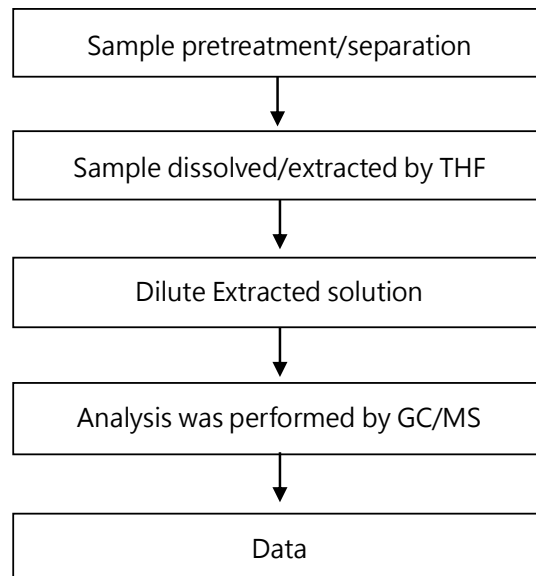 Sample pretreatment/separation
Sample dissolved/extracted by THF
Dilute Extracted solution
Analysis was performed by GC/MS
Data